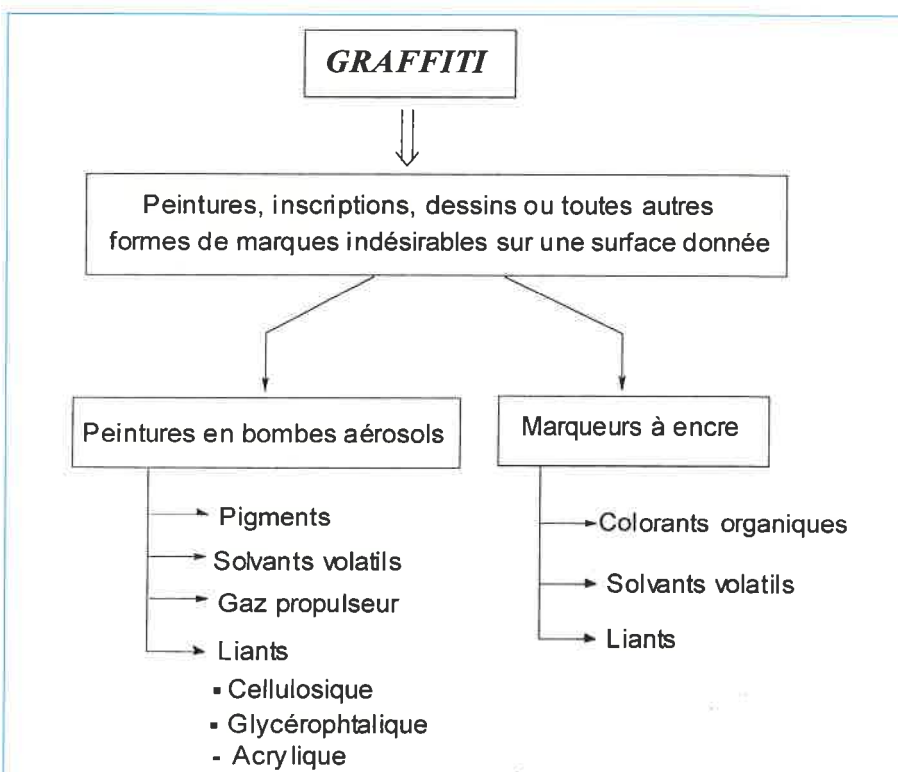 GRAFFITI
Peintures, inscriptions, dessins ou toutes autres
formes de marques indésirables sur une surface donnée
Peintures en bombes aérosols
Pigments
Solvants volatils
Gaz propulseur
Liants
▪ Cellulosique
▪ Glycérophtalique
- Acrylique
Marqueurs à encre
Colorants organiques
Solvants volatils
Liants